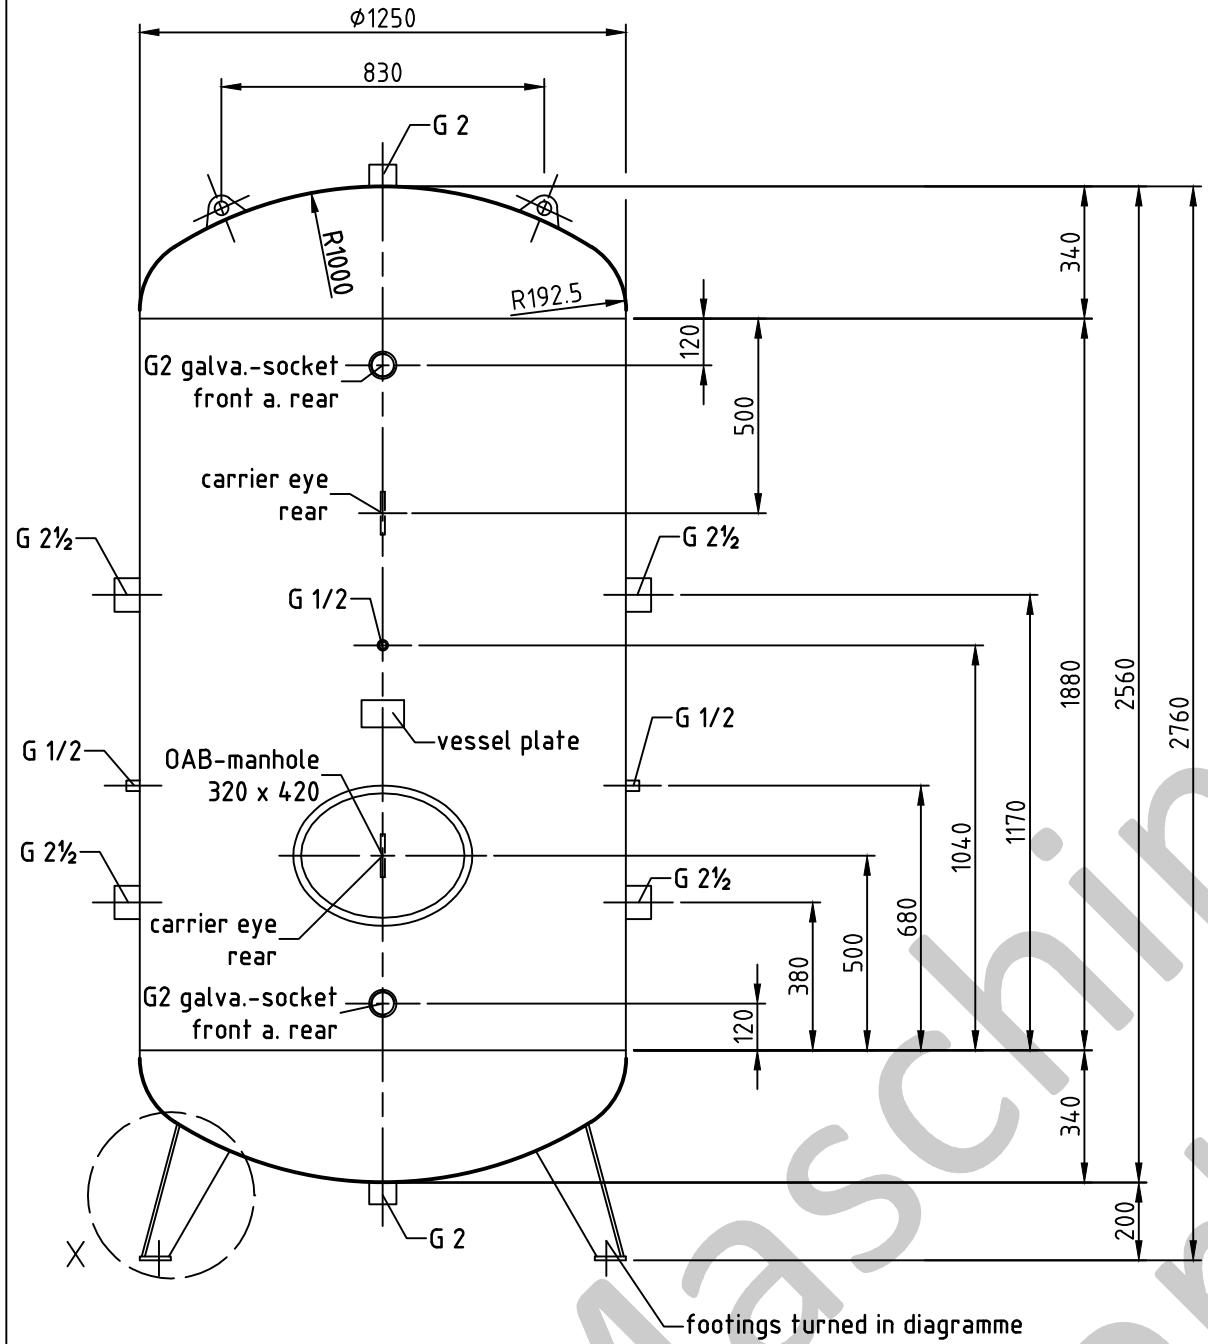 ϕ1250
830
G 2
R1000
R192.5
340
120
G2 galva.-socket
front a. rear
500
carrier eye
rear
G 2½
G 2½
G 1/2
1880
2560
2760
G 1/2
vessel plate
G 1/2
OAB-manhole
320 x 420
1040
1170
G 2½
G 2½
680
carrier eye
rear
500
380
G2 galva.-socket
front a. rear
120
340
200
G 2
X
footings turned in diagramme
Maschin